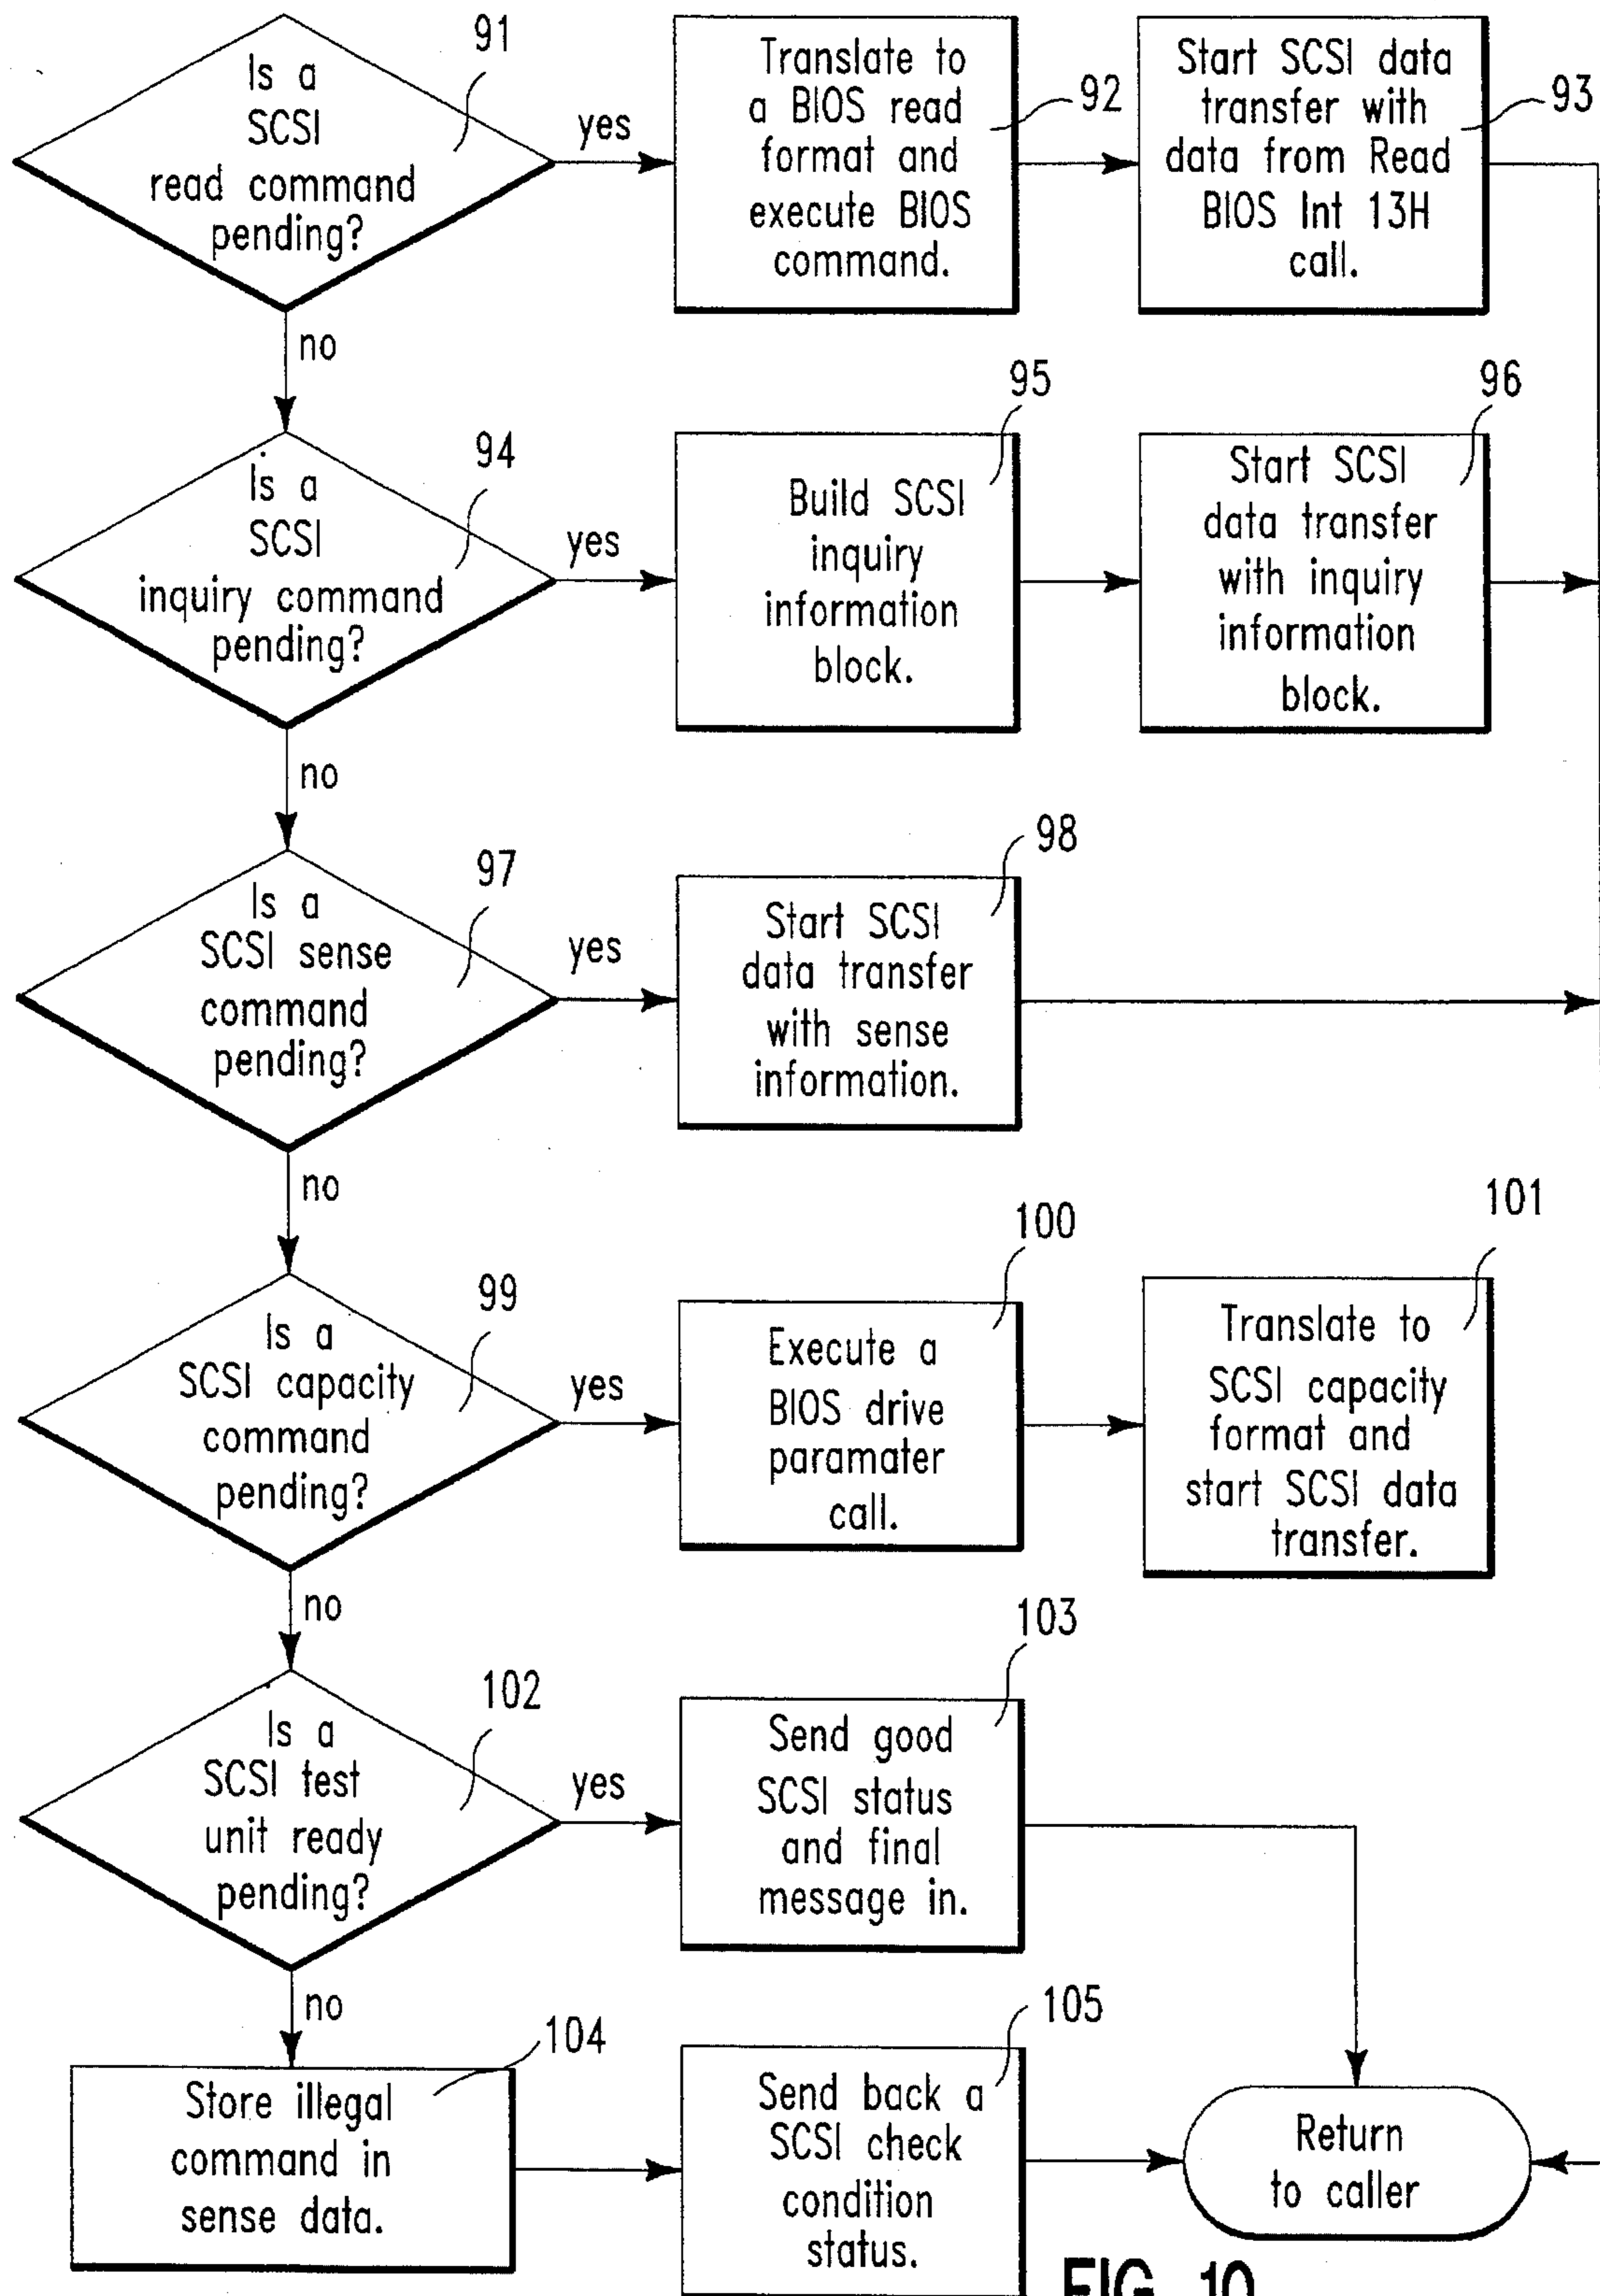 91
Is a
SCSI
read command
pending?
yes
Translate to
a BIOS read
format and
execute BIOS
command.
92
Start SCSI data
transfer with
data from Read
BIOS Int 13H
call.
93
no
94
Is a
SCSI
inquiry command
pending?
yes
95
Build SCSI
inquiry
information
block.
96
Start SCSI
data transfer
with inquiry
information
block.
no
97
Is a
SCSI sense
command
pending?
yes
98
Start SCSI
data transfer
with sense
information.
no
99
Is a
SCSI capacity
command
pending?
yes
100
Execute a
BIOS drive
paramater
call.
101
Translate to
SCSI capacity
format and
start SCSI data
transfer.
no
102
Is a
SCSI test
unit ready
pending?
yes
103
Send good
SCSI status
and final
message in.
no
104
Store illegal
command in
sense data.
105
Send back a
SCSI check
condition
status.
Return
to caller
FIG. 10